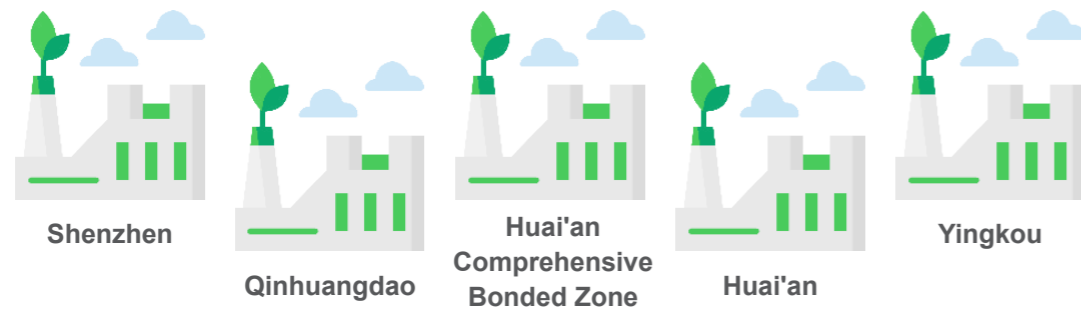 Shenzhen
Qinhuangdao
Huai'an
Comprehensive
Bonded Zone
Huai'an
Yingkou